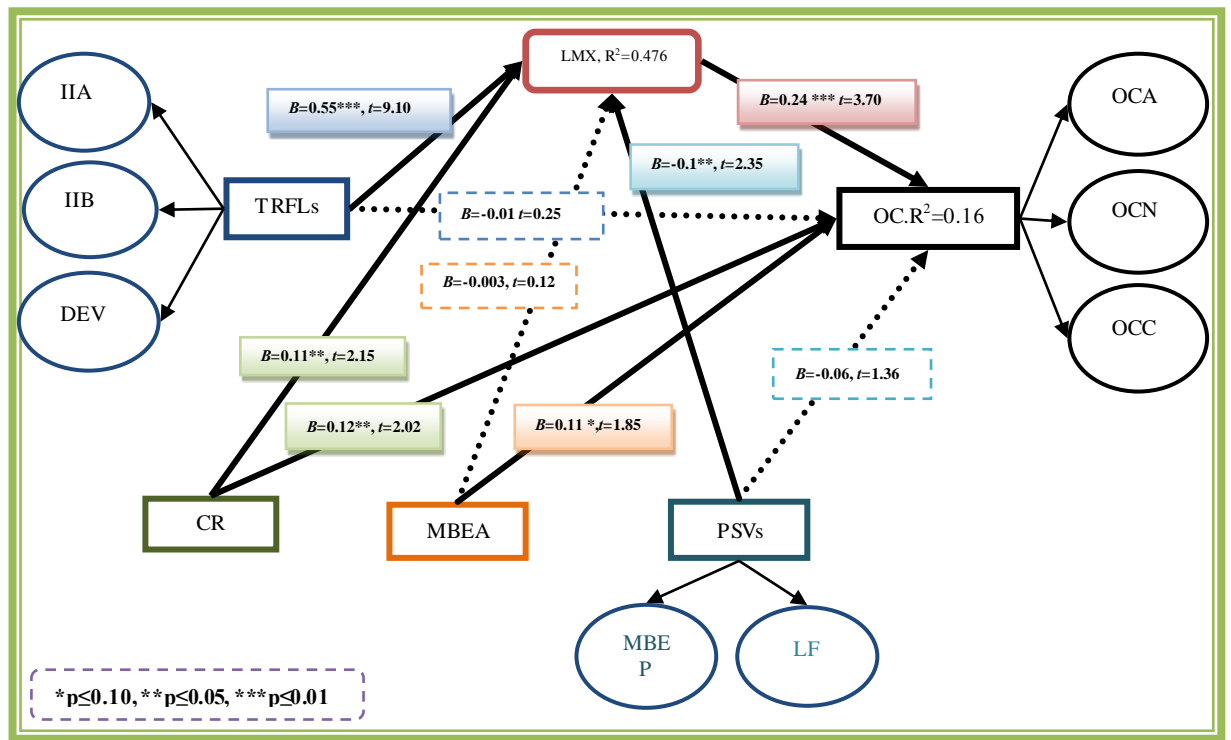 LMX, R²=0.476
IIA
IIB
DEV
TRFLs
B=0.55***, t=9.10
B=0.24 *** t=3.70
B=-0.1**, t=2.35
B=-0.01 t=0.25
B=-0.003, t=0.12
OC.R²=0.16
OCA
OCN
OCC
B=0.11**, t=2.15
B=-0.06, t=1.36
B=0.12**, t=2.02
B=0.11 *,t=1.85
CR
MBEA
PSVs
MBE
P
LF
*p≤0.10, **p≤0.05, ***p≤0.01